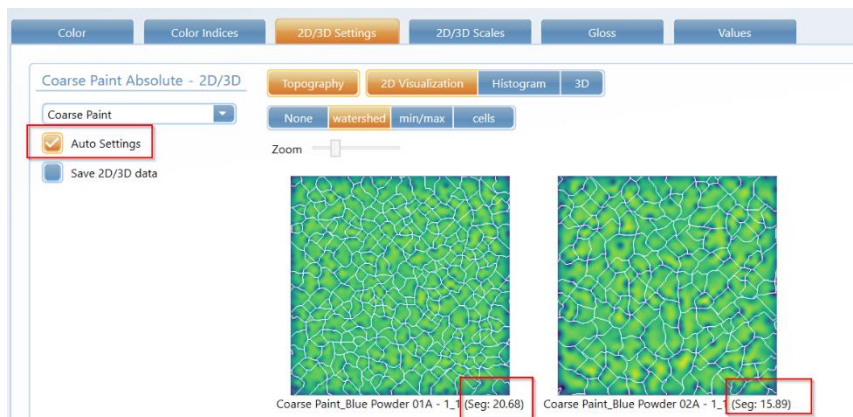 Color Color Indices 2D/3D Settings 2D/3D Scales Gloss Values
Coarse Paint Absolute - 2D/3D
Topography 2D Visualization Histogram 3D
Coarse Paint
None watershed min/max cells
Auto Settings
Zoom
Save 2D/3D data
Coarse Paint_Blue Powder 01A - 1_1 (Seg: 20.68) Coarse Paint_Blue Powder 02A - 1_1 (Seg: 15.89)